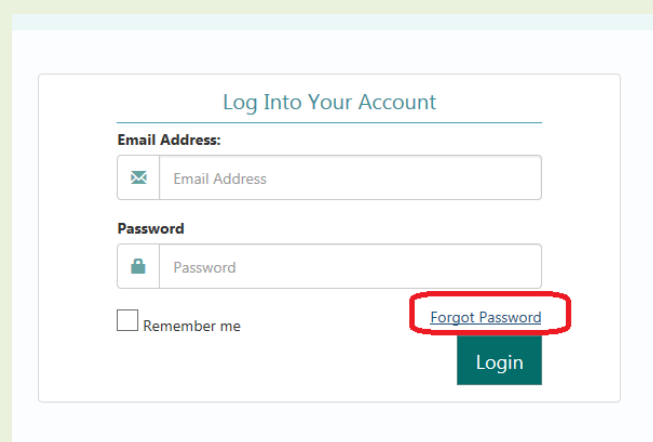 Log Into Your Account
Email Address:
Email Address
Password
Password
Remember me
Forgot Password
Login